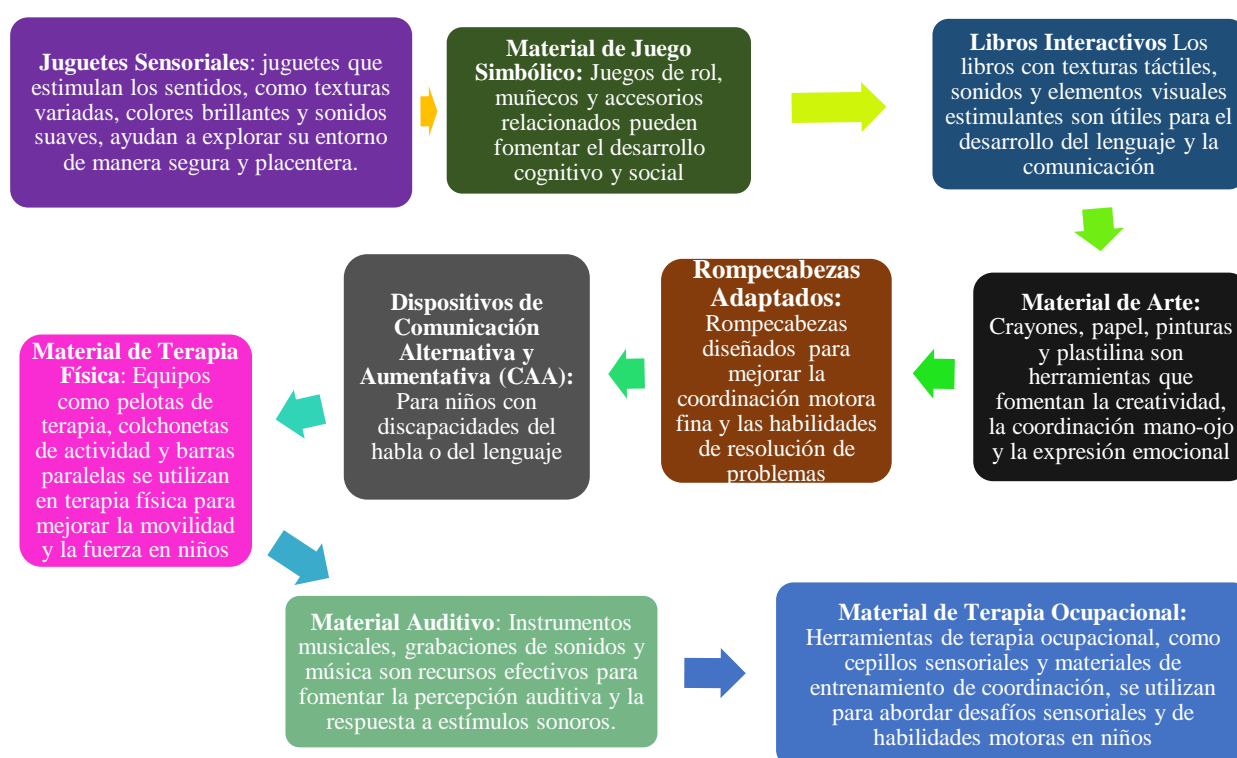 Juguetes Sensoriales: juguetes que
estimulan los sentidos, como texturas
variadas, colores brillantes y sonidos
suaves, ayudan a explorar su entorno
de manera segura y placentera.
Material de Juego
Simbólico: Juegos de rol,
muñecos y accesorios
relacionados pueden
fomentar el desarrollo
cognitivo y social
Libros Interactivos Los
libros con texturas táctiles,
sonidos y elementos visuales
estimulantes son útiles para el
desarrollo del lenguaje y la
comunicación
Material de Arte:
Crayones, papel, pinturas
y plastilina son
herramientas que
fomentan la creatividad,
la coordinación mano-ojo
y la expresión emocional
Rompecabezas
Adaptados:
Rompecabezas
diseñados para
mejorar la
coordinación motora
fina y las habilidades
de resolución de
problemas
Dispositivos de
Comunicación
Alternativa y
Aumentativa (CAA):
Para niños con
discapacidades del
habla o del lenguaje
Material de Terapia
Física: Equipos
como pelotas de
terapia, colchonetas
de actividad y barras
paralelas se utilizan
en terapia física para
mejorar la movilidad
y la fuerza en niños
Material Auditivo: Instrumentos
musicales, grabaciones de sonidos y
música son recursos efectivos para
fomentar la percepción auditiva y la
respuesta a estímulos sonoros.
Material de Terapia Ocupacional:
Herramientas de terapia ocupacional, como
cepillos sensoriales y materiales de
entrenamiento de coordinación, se utilizan
para abordar desafíos sensoriales y de
habilidades motoras en niños